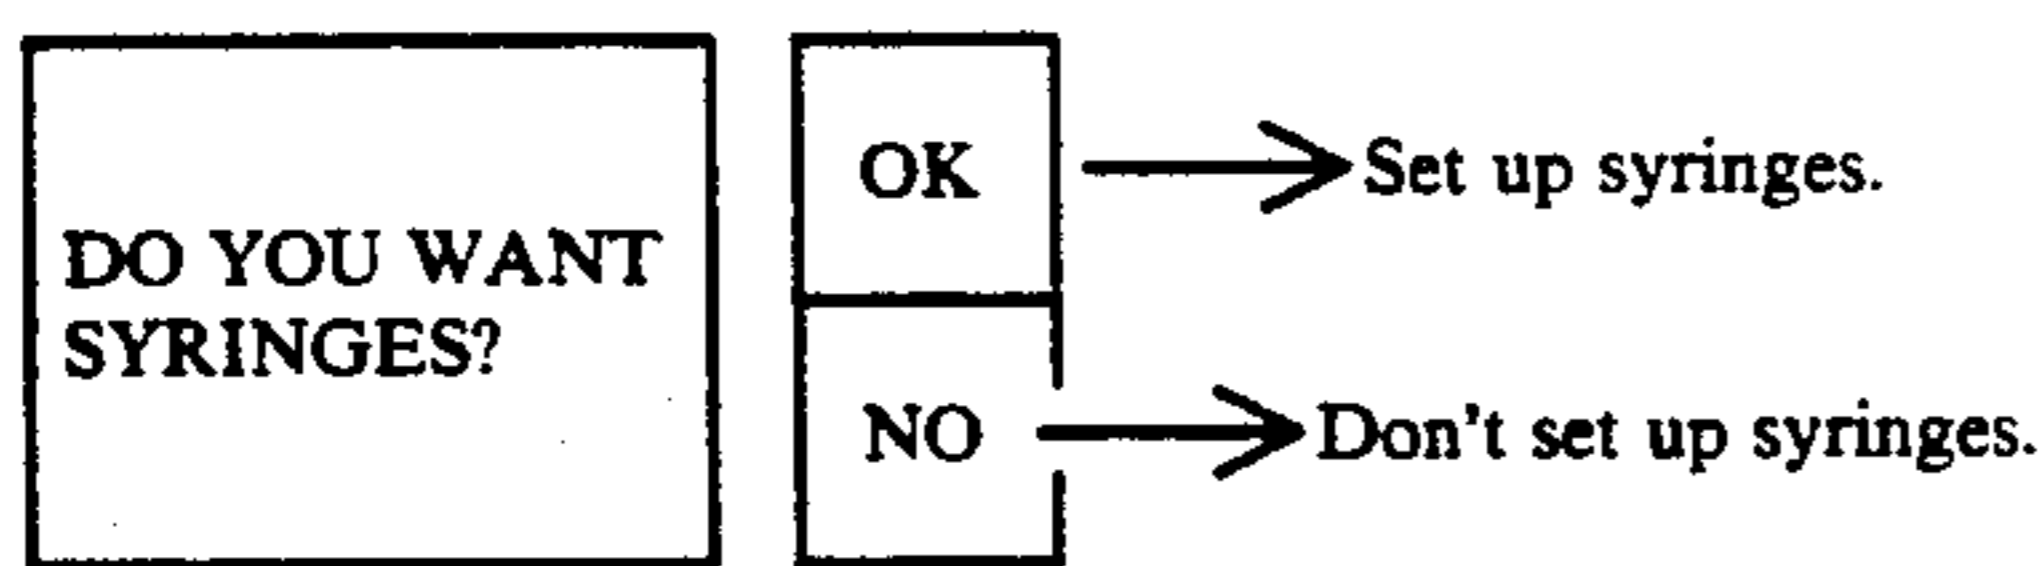 DO YOU WANT
SYRINGES?
OK
Set up syringes.
NO
Don't set up syringes.